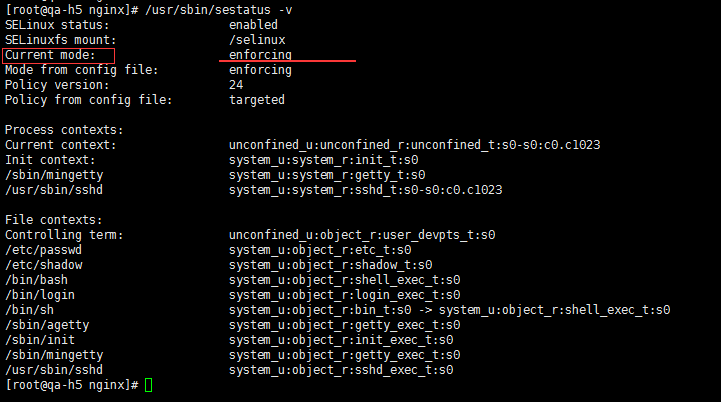 [root@qa-h5 nginx]# /usr/sbin/sestatus -v
SELinux status: enabled
SELinuxfs mount: /selinux
Current mode: enforcing
Mode from config file: enforcing
Policy version: 24
Policy from config file: targeted
Process contexts:
Current context: unconfined_u:unconfined_r:unconfined_t:s0-s0:c0.c1023
Init context: system_u:system_r:init_t:s0
/sbin/mingetty system_u:system_r:getty_t:s0
/usr/sbin/sshd system_u:system_r:sshd_t:s0-s0:c0.c1023
File contexts:
Controlling term: unconfined_u:object_r:user_devpts_t:s0
/etc/passwd system_u:object_r:etc_t:s0
/etc/shadow system_u:object_r:shadow_t:s0
/bin/bash system_u:object_r:shell_exec_t:s0
/bin/login system_u:object_r:login_exec_t:s0
/bin/sh system_u:object_r:bin_t:s0 -> system_u:object_r:shell_exec_t:s0
/sbin/agetty system_u:object_r:getty_exec_t:s0
/sbin/init system_u:object_r:init_exec_t:s0
/sbin/mingetty system_u:object_r:getty_exec_t:s0
/usr/sbin/sshd system_u:object_r:sshd_exec_t:s0
[root@qa-h5 nginx]#